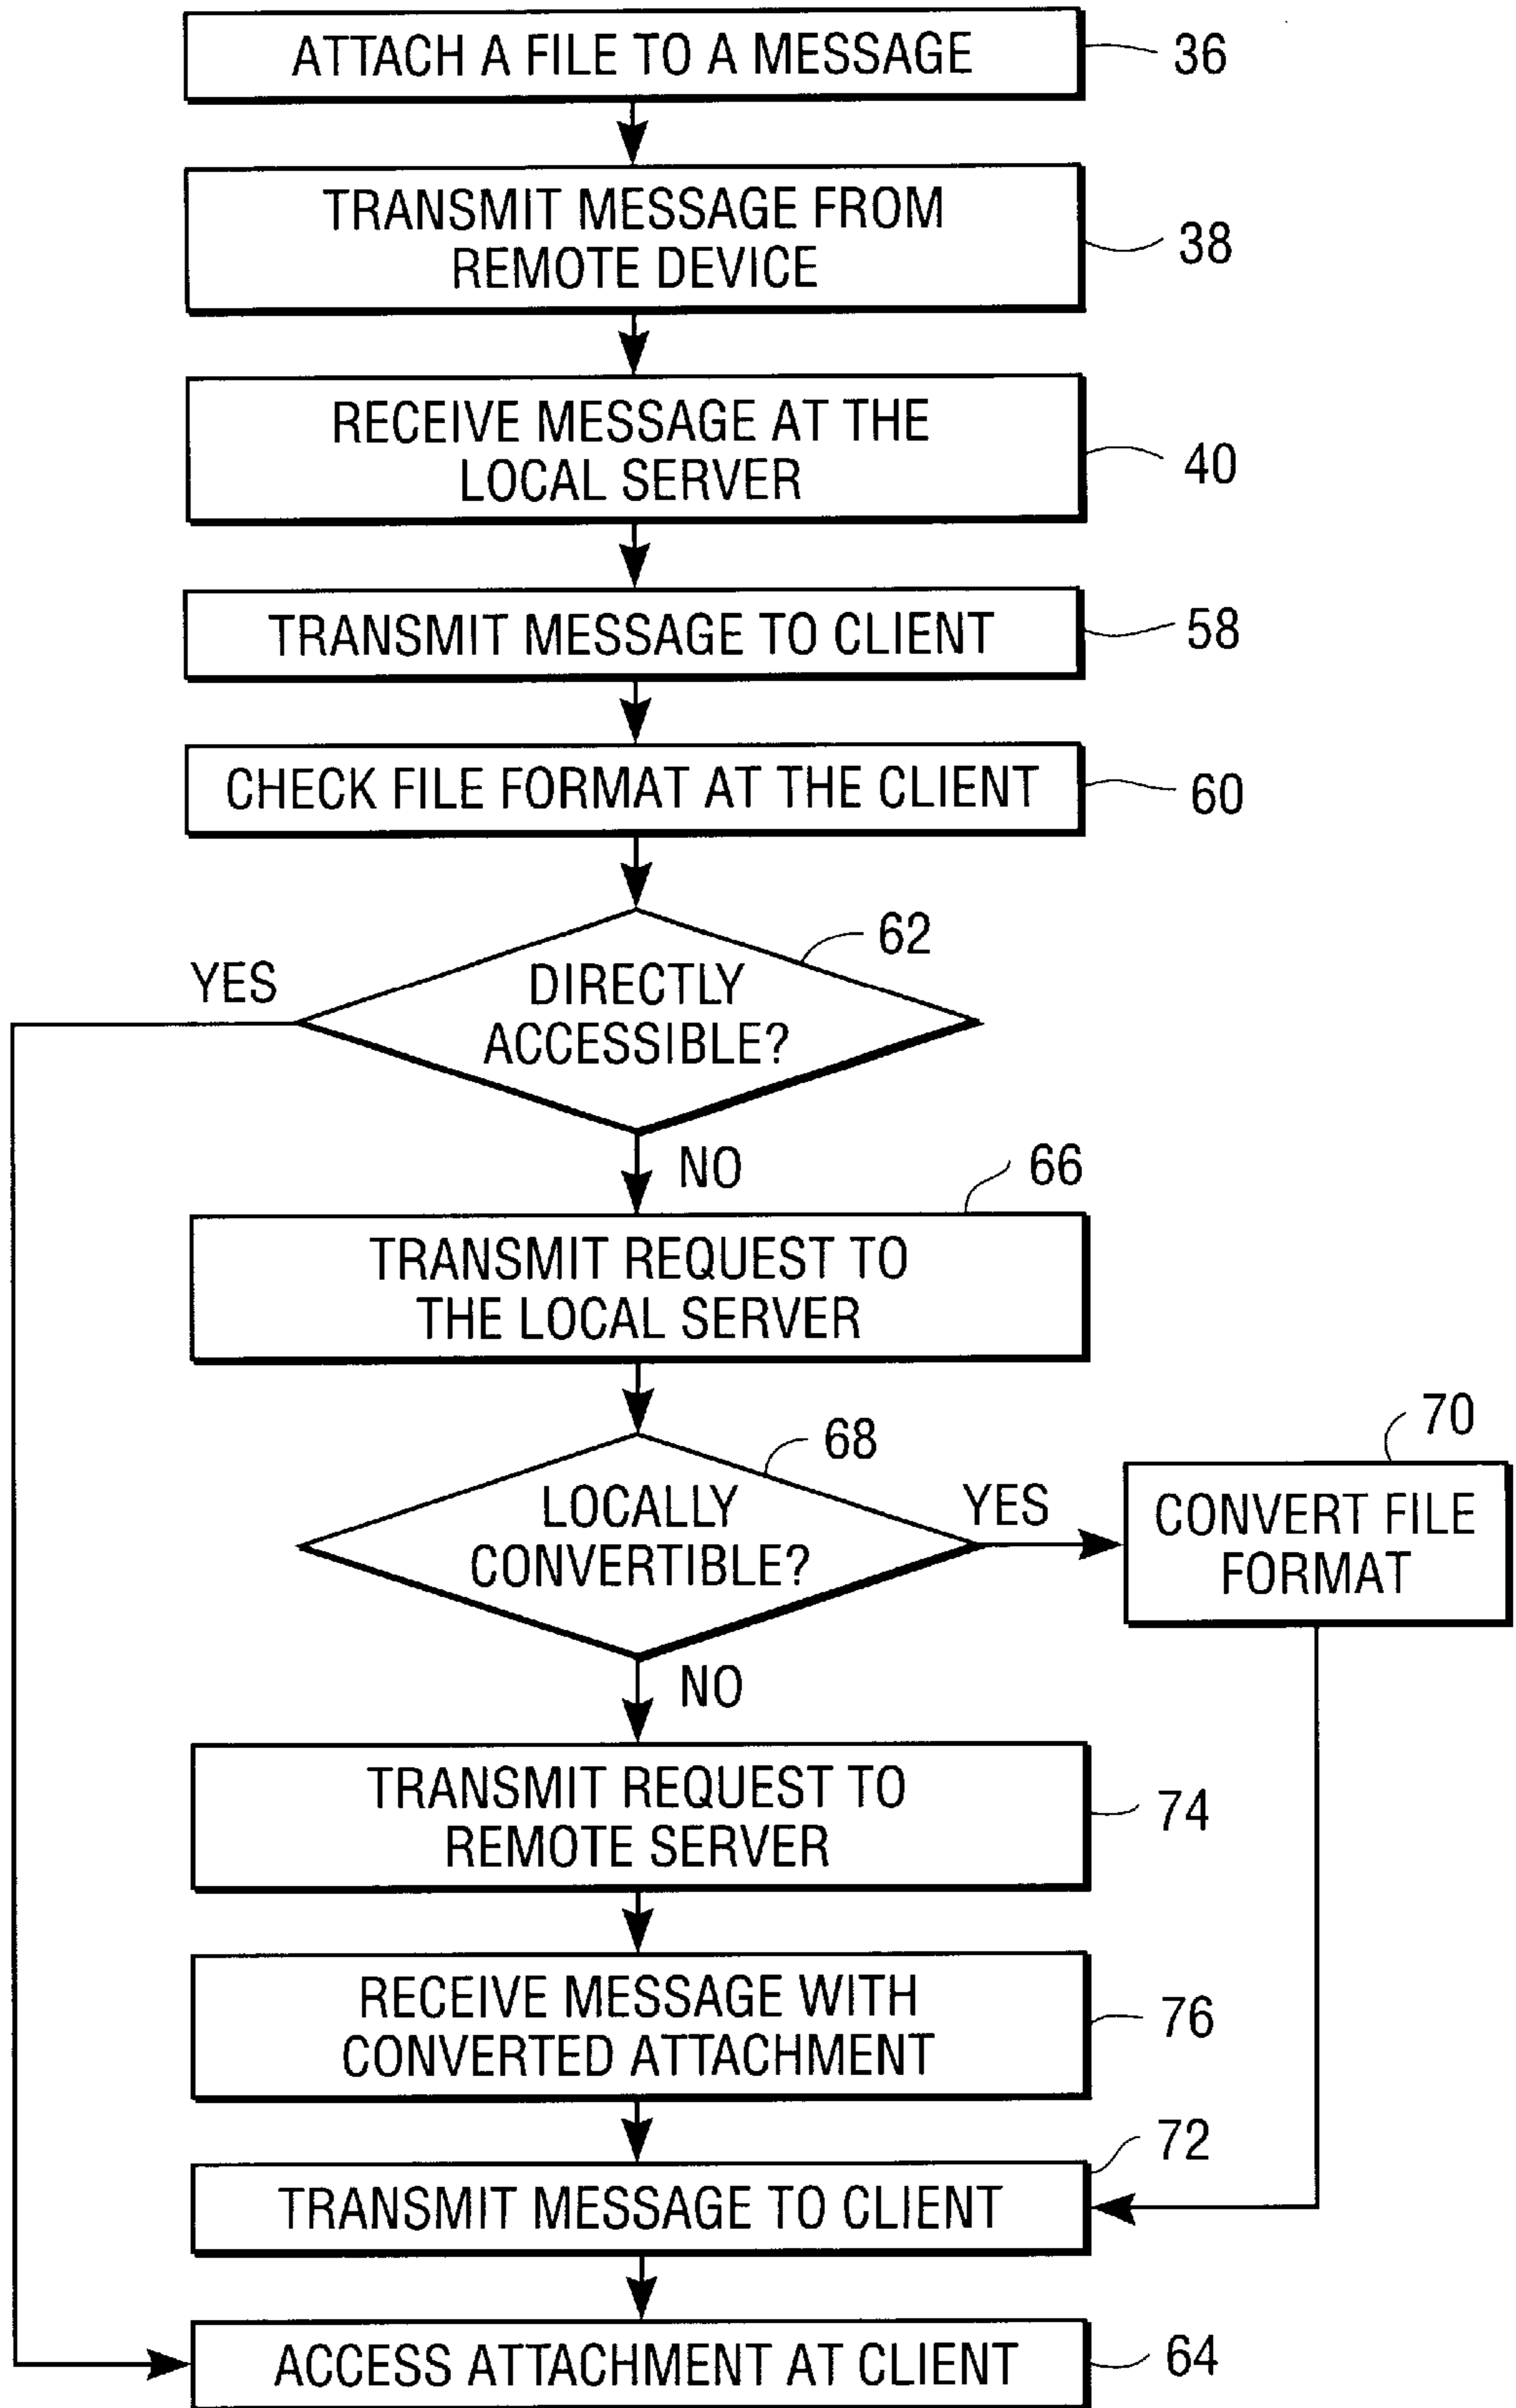 ATTACH A FILE TO A MESSAGE
36
TRANSMIT MESSAGE FROM
REMOTE DEVICE
38
RECEIVE MESSAGE AT THE
LOCAL SERVER
40
TRANSMIT MESSAGE TO CLIENT
58
CHECK FILE FORMAT AT THE CLIENT
60
62
YES
DIRECTLY
ACCESSIBLE?
NO
66
TRANSMIT REQUEST TO
THE LOCAL SERVER
68
LOCALLY
CONVERTIBLE?
YES
70
CONVERT FILE
FORMAT
NO
TRANSMIT REQUEST TO
REMOTE SERVER
74
RECEIVE MESSAGE WITH
CONVERTED ATTACHMENT
76
72
TRANSMIT MESSAGE TO CLIENT
ACCESS ATTACHMENT AT CLIENT
64